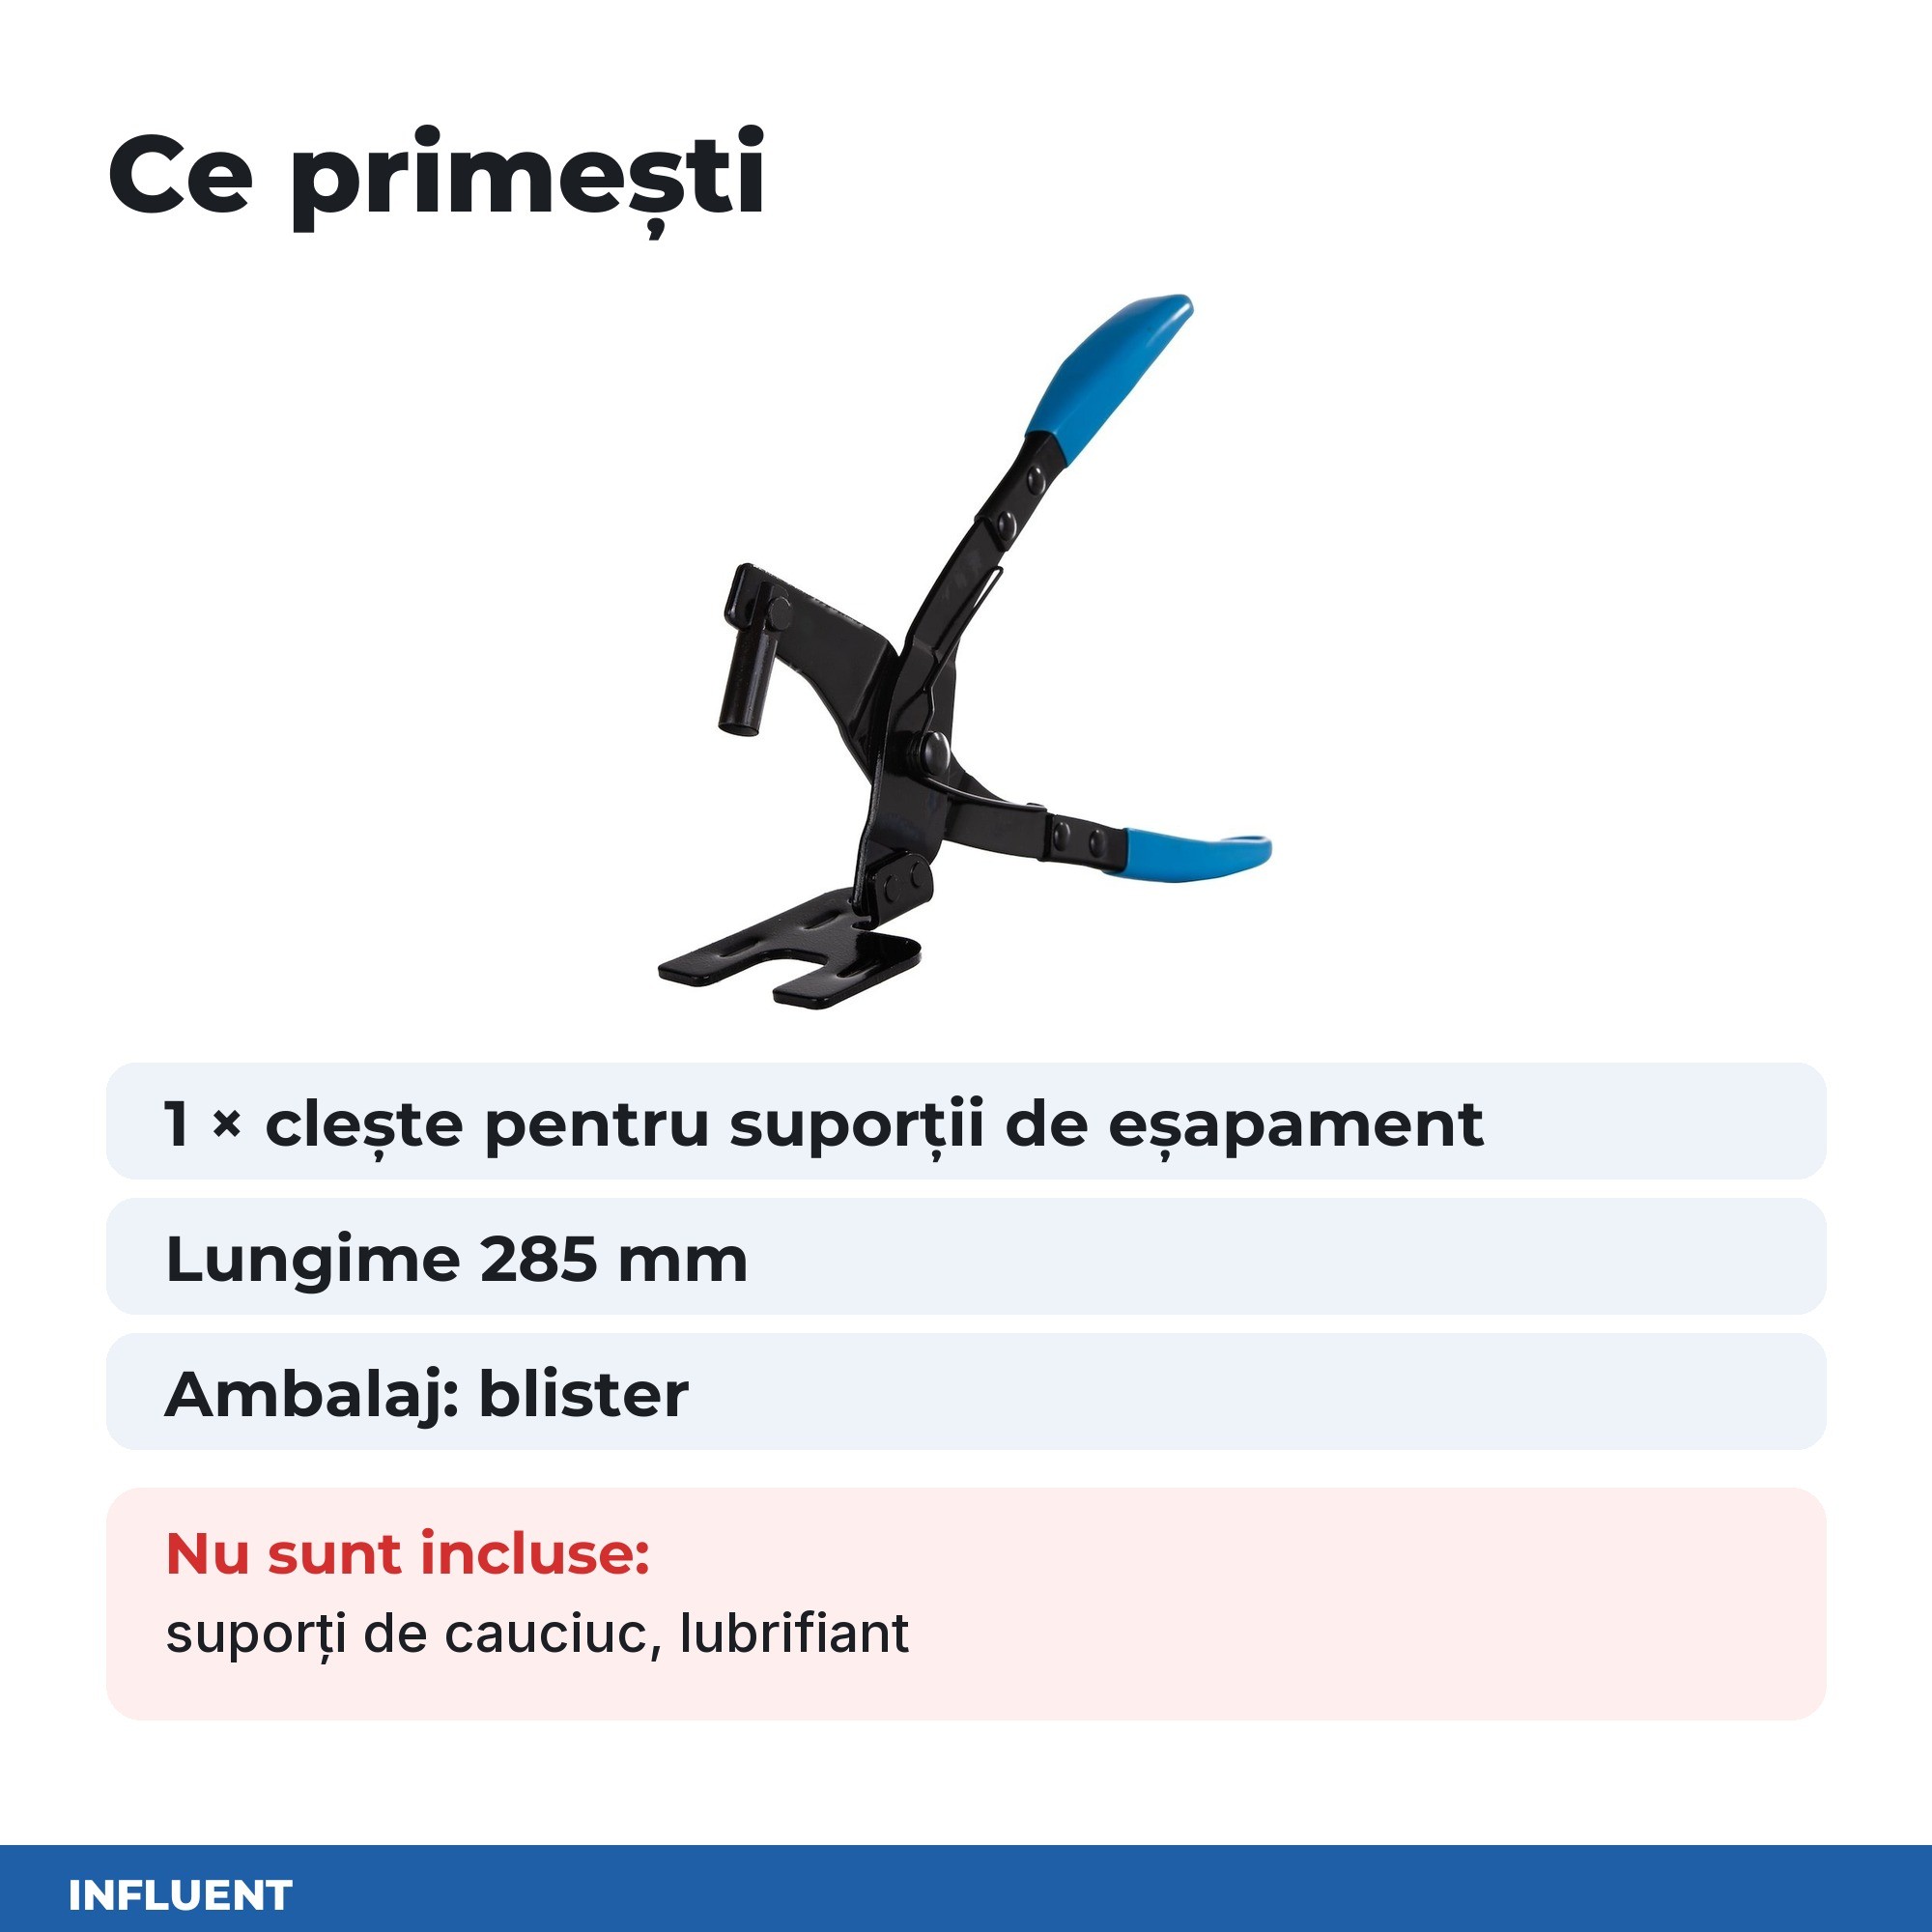 Ce primești
1 × clește pentru suporții de eșapament
Lungime 285 mm
Ambalaj: blister
Nu sunt incluse:
suporți de cauciuc, lubrifiant
INFLUENT